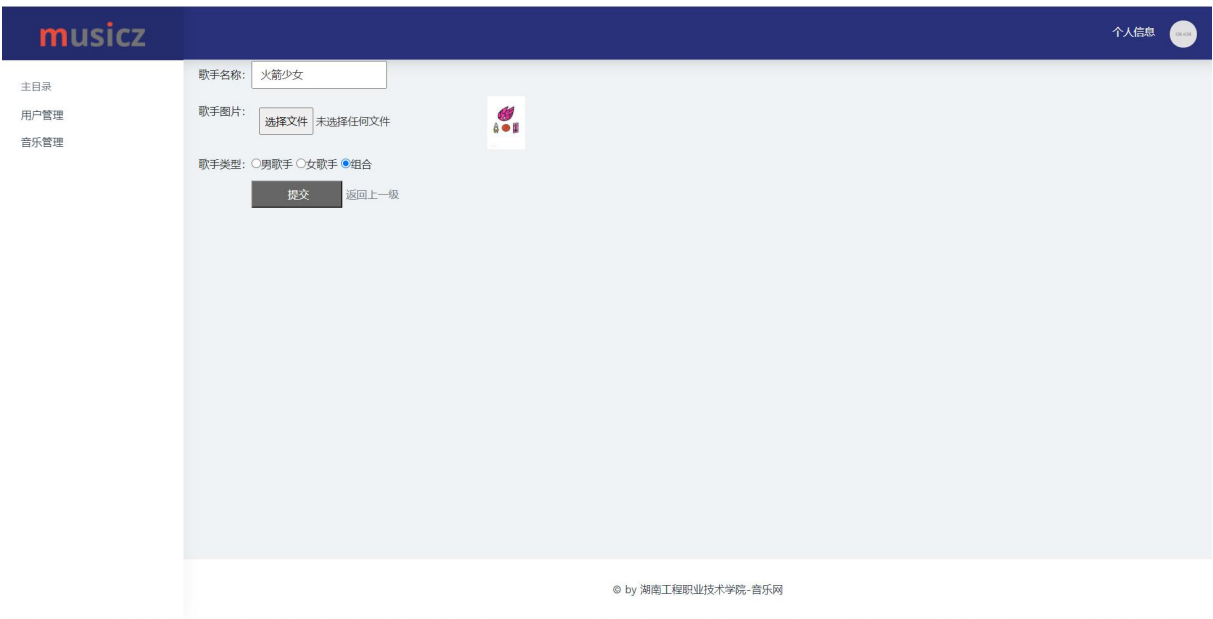 musicz
个人信息
主目录
用户管理
音乐管理
歌手名称: 火箭少女
歌手图片: 选择文件 未选择任何文件
歌手类型: 男歌手 女歌手 组合
提交 返回上一级
© by 湖南工程职业技术学院-音乐网